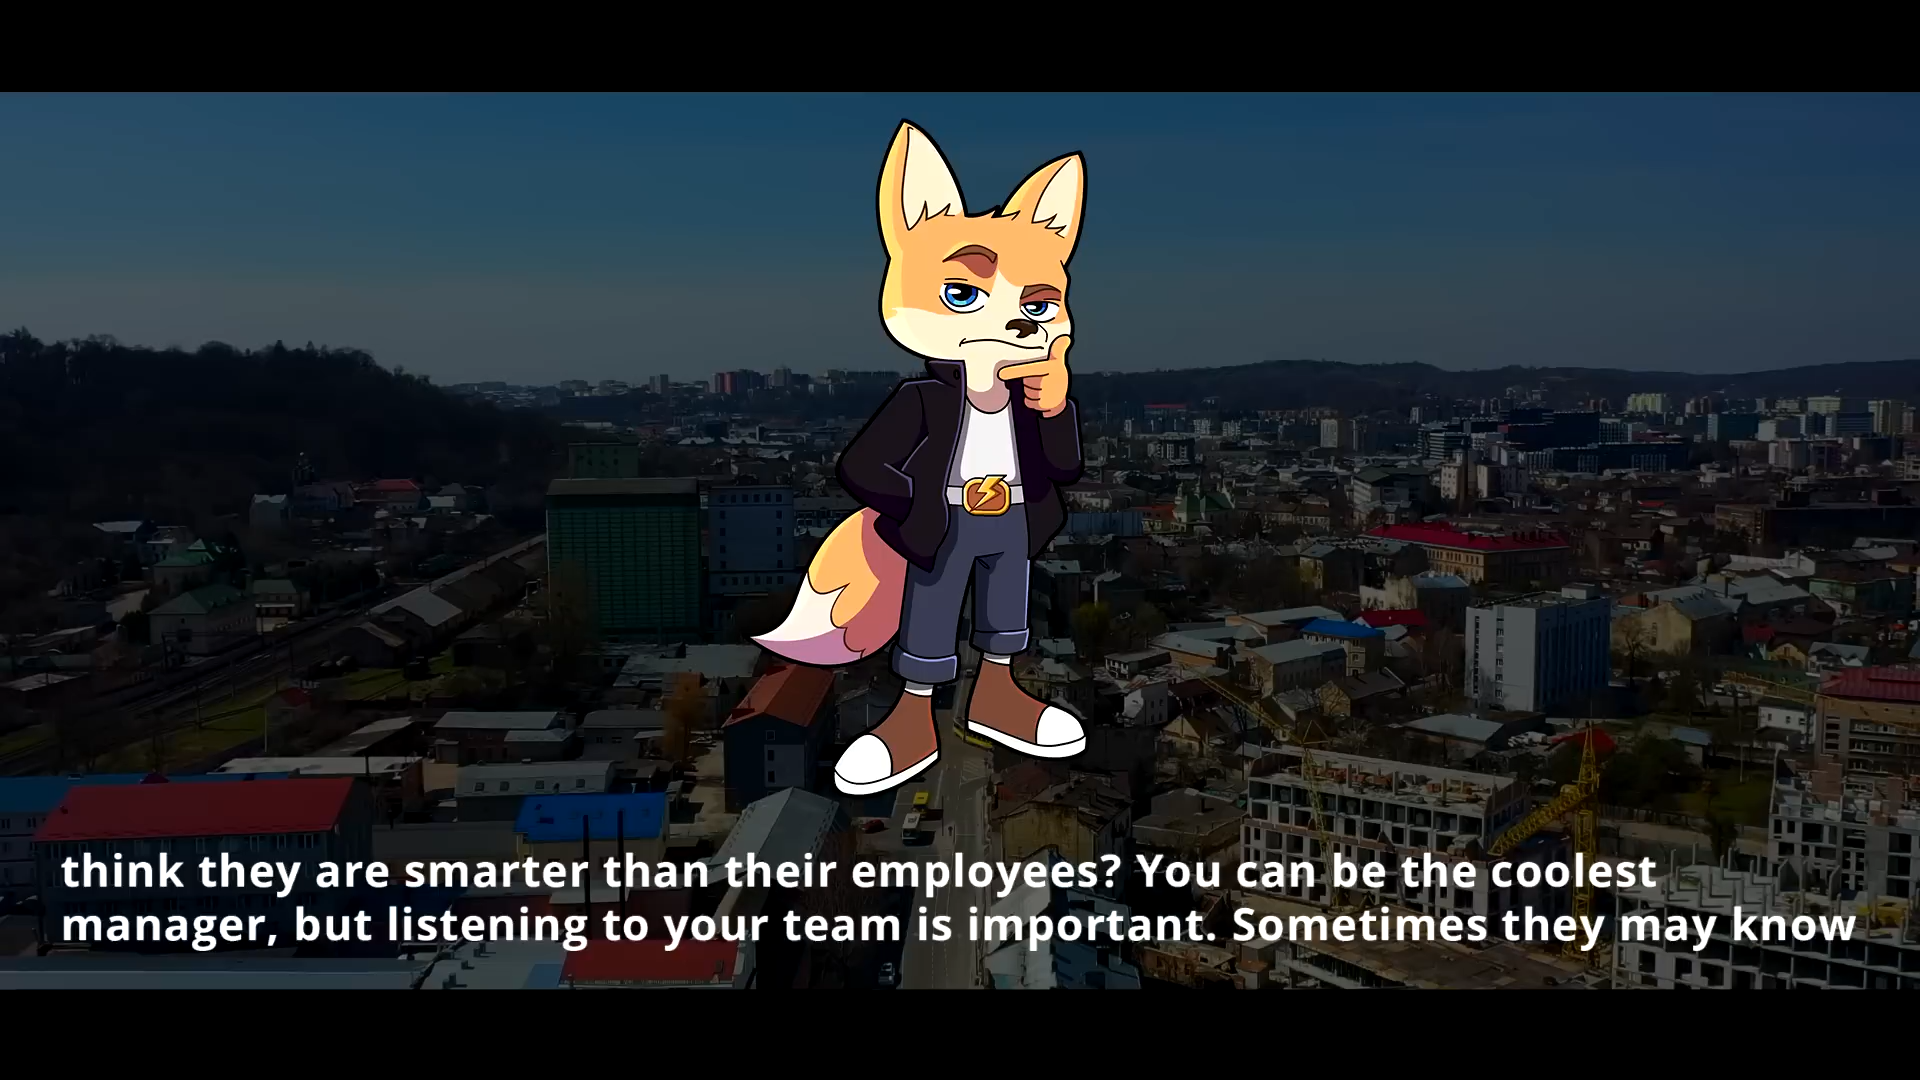 think they are smarter than their employees? You can be the coolest
manager, but listening to your team is important. Sometimes they may know